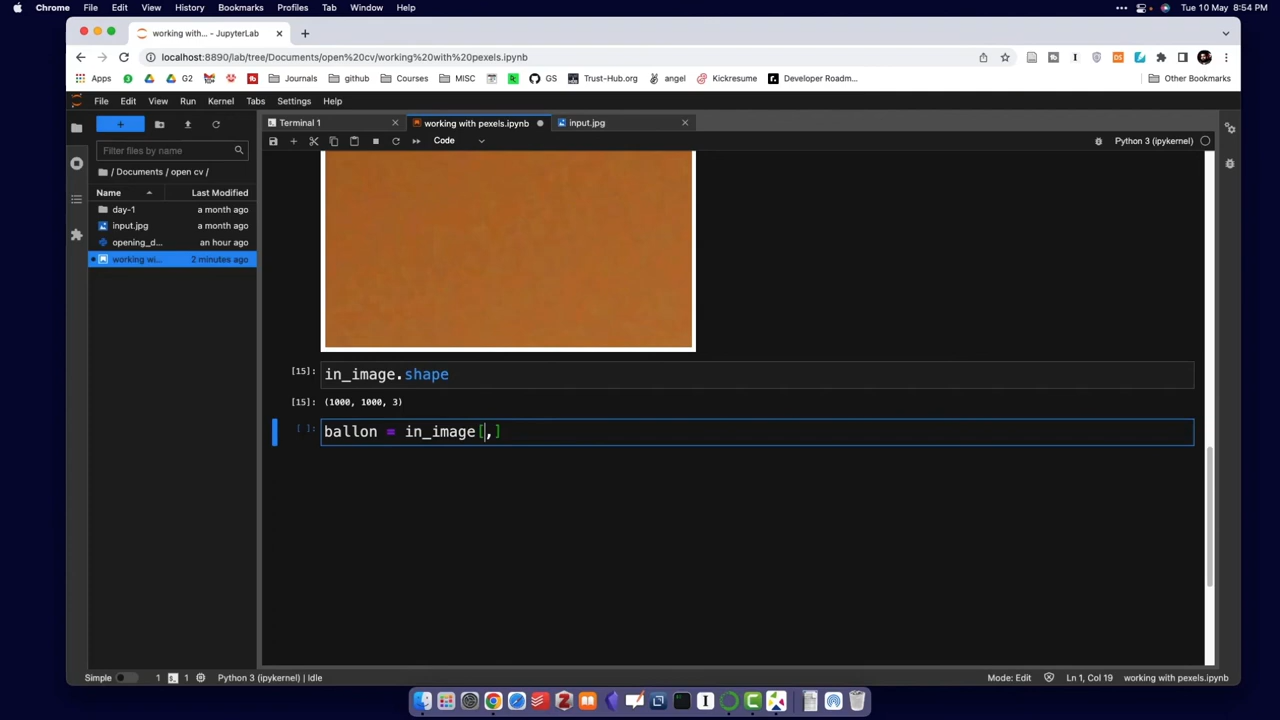 Chrome File Edit View History Bookmarks Profiles Tab Window Help Tue 10 May 8:54 PM
working with... - JupyterLab
localhost:8890/lab/tree/Documents/open%20cv/working%20with%20pexels.ipynb
Apps G2 Journals github Courses MISC GS Trust-Hub.org angel Kickresume Developer Roadm... Other Bookmarks
File Edit View Run Kernel Tabs Settings Help
Terminal 1 working with pexels.ipynb input.jpg
Code Python 3 (ipykernel)
Filter files by name
/ Documents / open cv /
Name Last Modified
day-1 a month ago
input.jpg a month ago
opening_d... an hour ago
working wi... 2 minutes ago
[15]: in_image.shape
[15]: (1000, 1000, 3)
[ ]: ballon = in_image[,]
Simple 1 1 Python 3 (ipykernel) | Idle Mode: Edit Ln 1, Col 19 working with pexels.ipynb